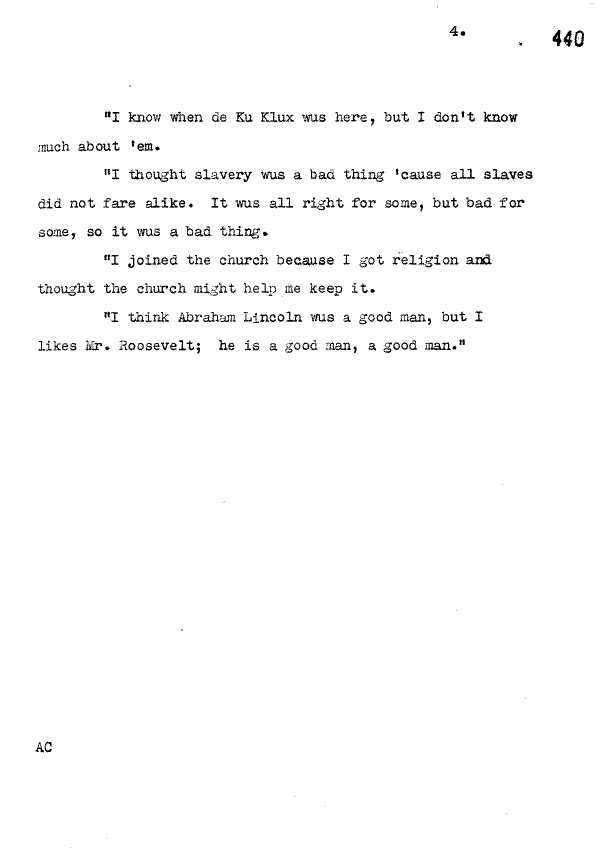 4.
440
"I know when de Ku Klux wus here, but I don't know
much about 'em.
"I thought slavery wus a bad thing 'cause all slaves
did not fare alike.  It wus all right for some, but bad for
some, so it wus a bad thing.
"I joined the church because I got religion and
thought the church might help me keep it.
"I think Abraham Lincoln wus a good man, but I
likes Mr. Roosevelt;  he is a good man, a good man."
AC